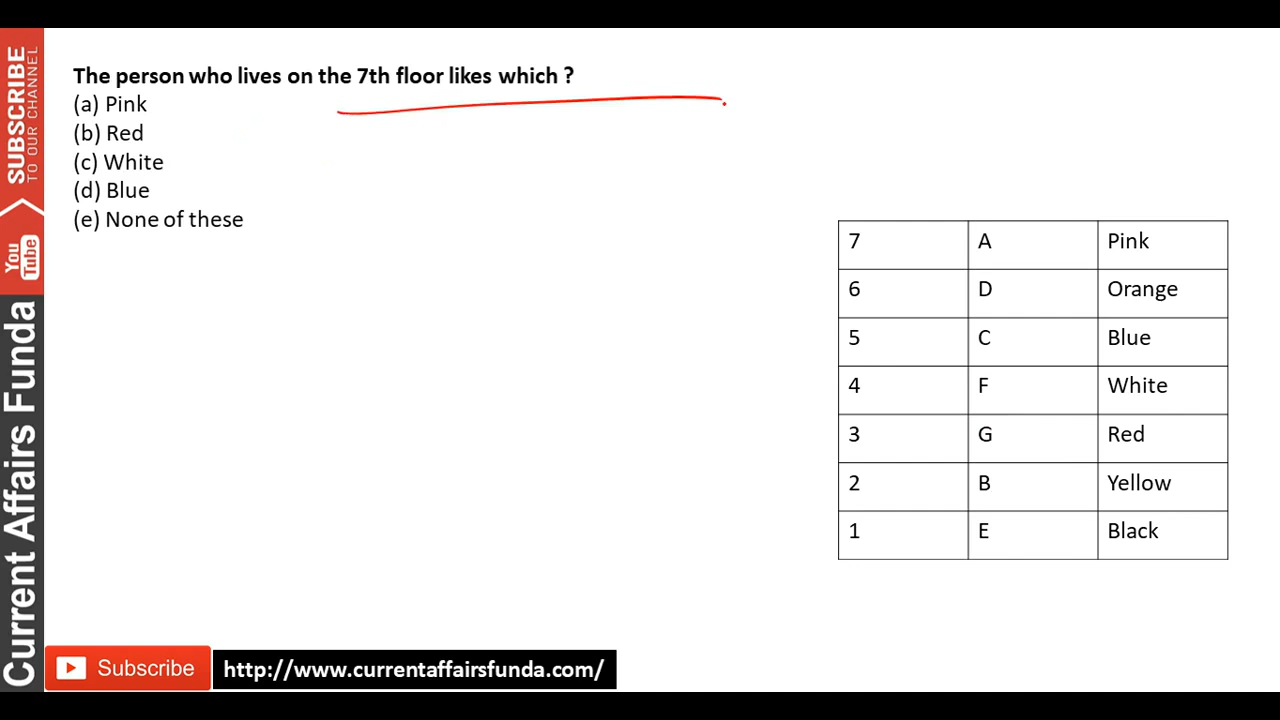 The person who lives on the 7th floor likes which ?
(a) Pink
(b) Red
(c) White
(d) Blue
(e) None of these
7 A Pink
6 D Orange
5 C Blue
4 F White
3 G Red
2 B Yellow
1 E Black
SUBSCRIBE
TO OUR CHANNEL
You
Tube
Current Affairs Funda
Subscribe
http://www.currentaffairsfunda.com/